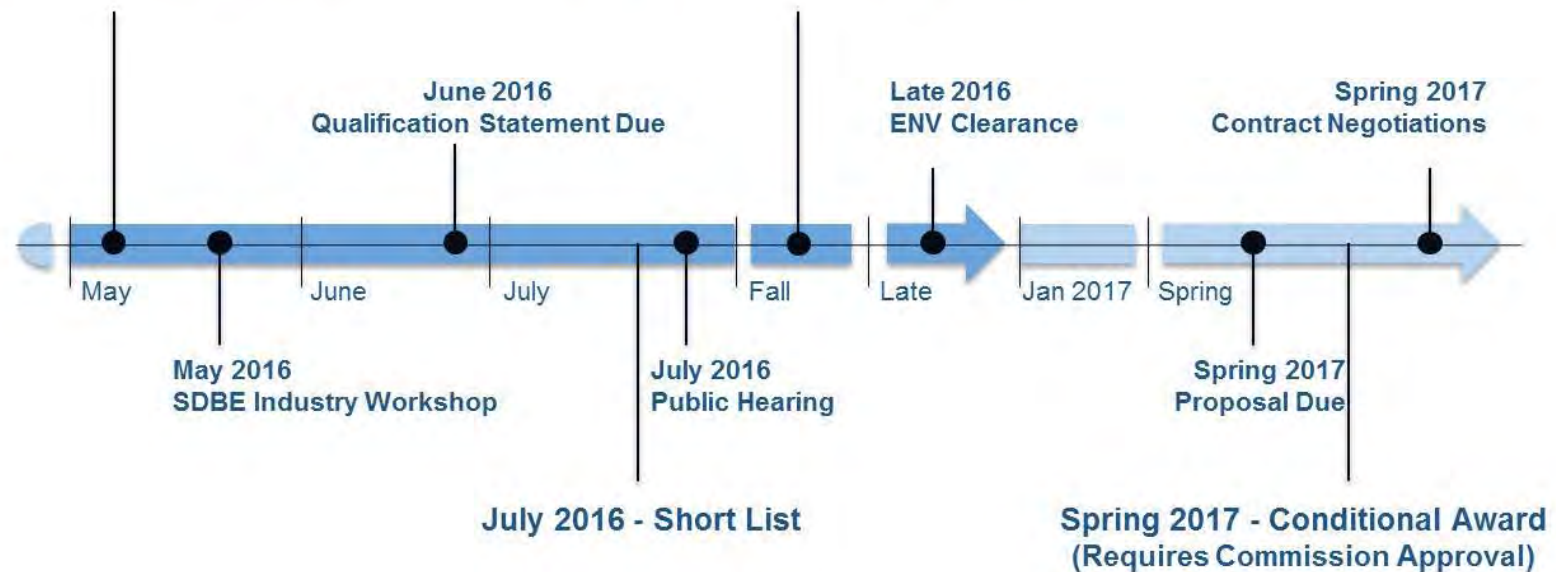 June 2016
Qualification Statement Due
Late 2016
ENV Clearance
Spring 2017
Contract Negotiations
May
June
July
Fall
Late
Jan 2017
Spring
May 2016
SDBE Industry Workshop
July 2016
Public Hearing
Spring 2017
Proposal Due
July 2016 - Short List
Spring 2017 - Conditional Award
(Requires Commission Approval)